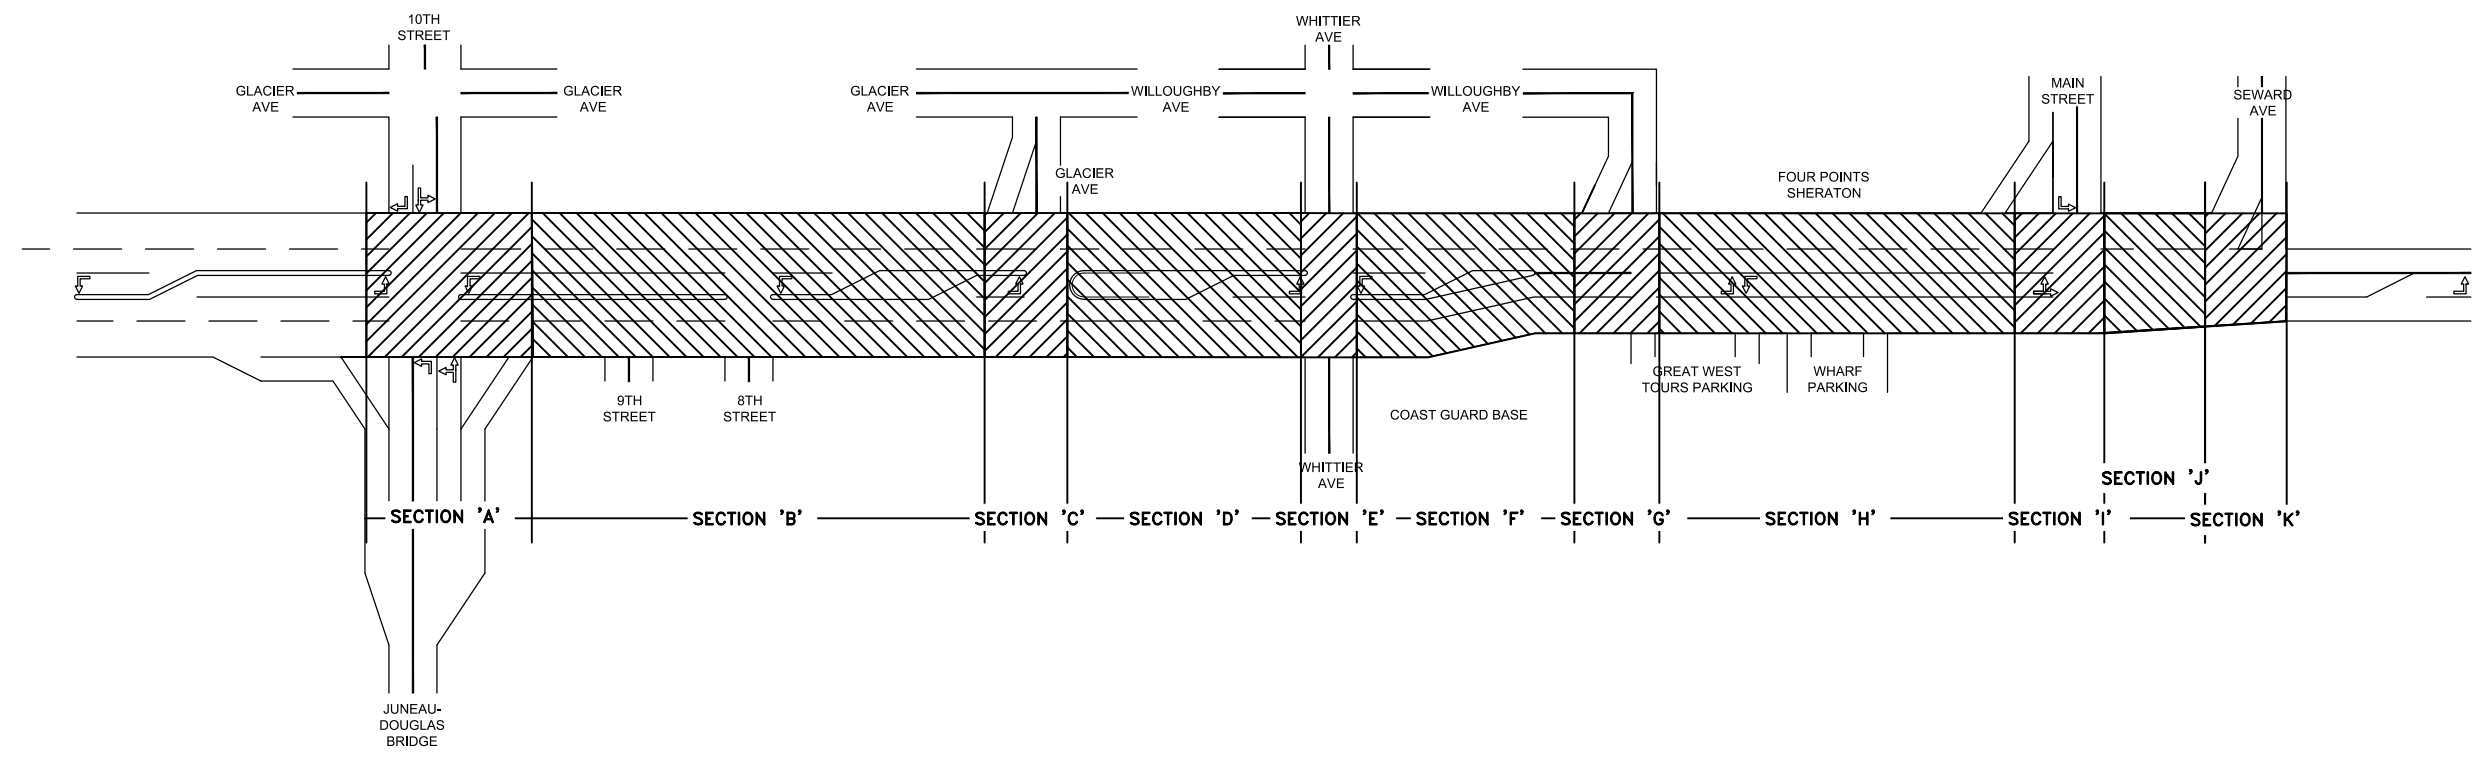 10TH
STREET
WHITTIER
AVE
GLACIER
AVE
GLACIER
AVE
GLACIER
AVE
WILLOUGHBY
AVE
WILLOUGHBY
AVE
MAIN
STREET
SEWARD
AVE
GLACIER
AVE
FOUR POINTS
SHERATON
9TH
STREET
8TH
STREET
GREAT WEST
TOURS PARKING
WHARF
PARKING
COAST GUARD BASE
WHITTIER
AVE
SECTION 'J'
SECTION 'A'
SECTION 'B'
SECTION 'C'
SECTION 'D'
SECTION 'E'
SECTION 'F'
SECTION 'G'
SECTION 'H'
SECTION 'I'
SECTION 'K'
JUNEAU-
DOUGLAS
BRIDGE